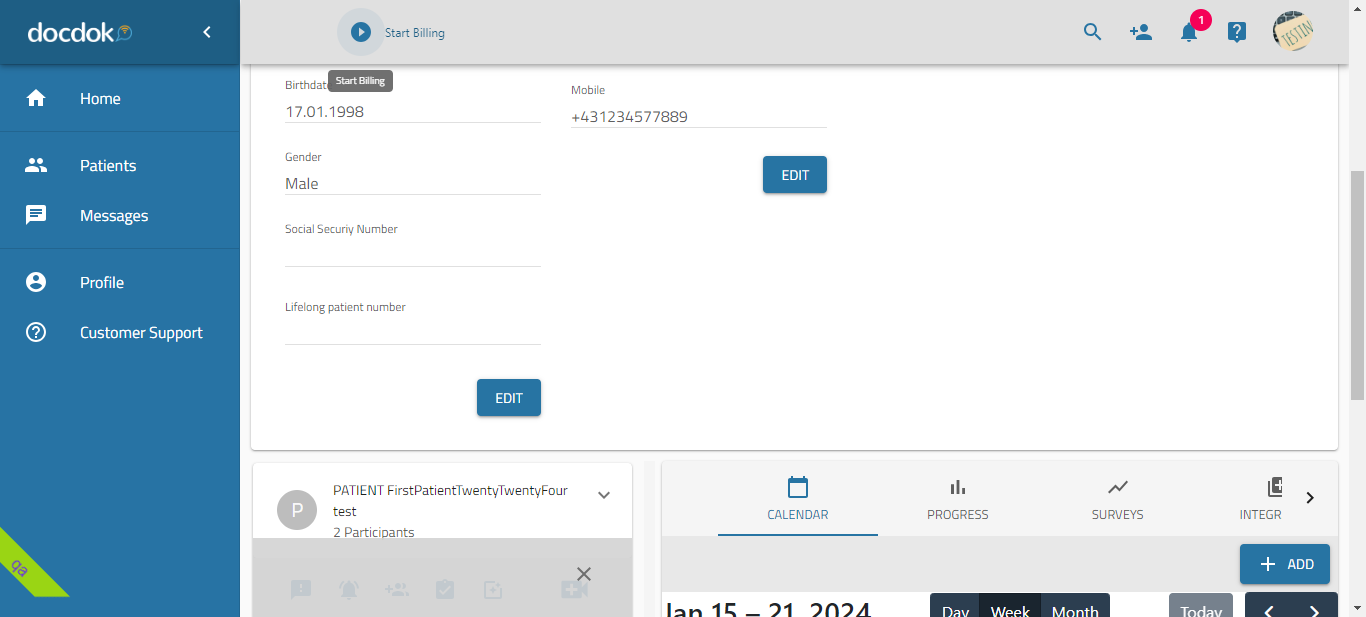 docdok
Start Billing
1
Start Billing
Home
Patients
Messages
Profile
Customer Support
Birthdat
17.01.1998
Mobile
+431234577889
Gender
Male
EDIT
Social Securiy Number
Lifelong patient number
EDIT
P
PATIENT FirstPatientTwentyTwentyFour
test
2 Participants
CALENDAR
PROGRESS
SURVEYS
INTEGR
ADD
Jan 15 – 21, 2024
Day
Week
Month
Today
qa
TESTIN